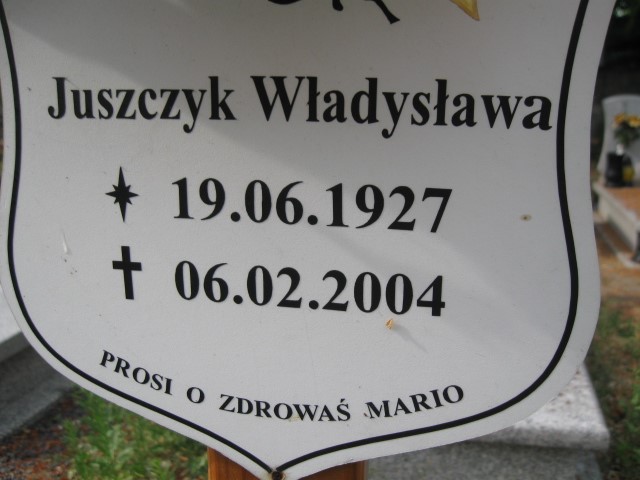 Juszczyk Władysława
19.06.1927
06.02.2004
PROSI O ZDROWAŚ MARIO